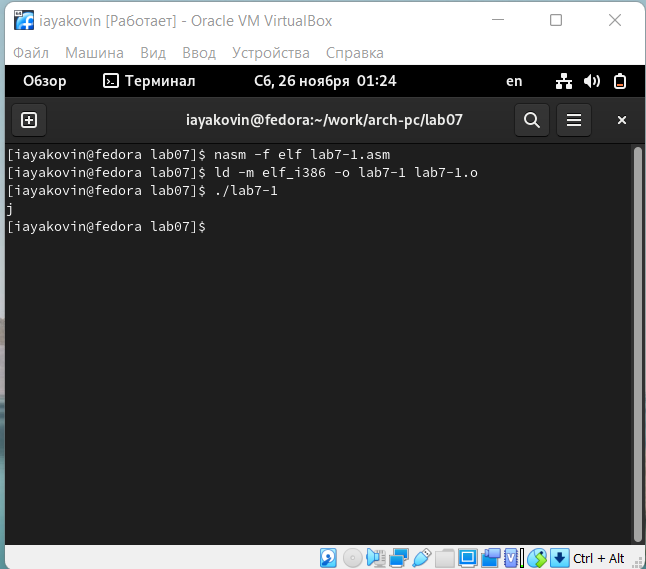 iayakovin [Работает] - Oracle VM VirtualBox
Файл Машина Вид Ввод Устройства Справка
Обзор Терминал Сб, 26 ноября 01:24 en
iayakovin@fedora:~/work/arch-pc/lab07
[iayakovin@fedora lab07]$ nasm -f elf lab7-1.asm
[iayakovin@fedora lab07]$ ld -m elf_i386 -o lab7-1 lab7-1.o
[iayakovin@fedora lab07]$ ./lab7-1
j
[iayakovin@fedora lab07]$
Ctrl + Alt